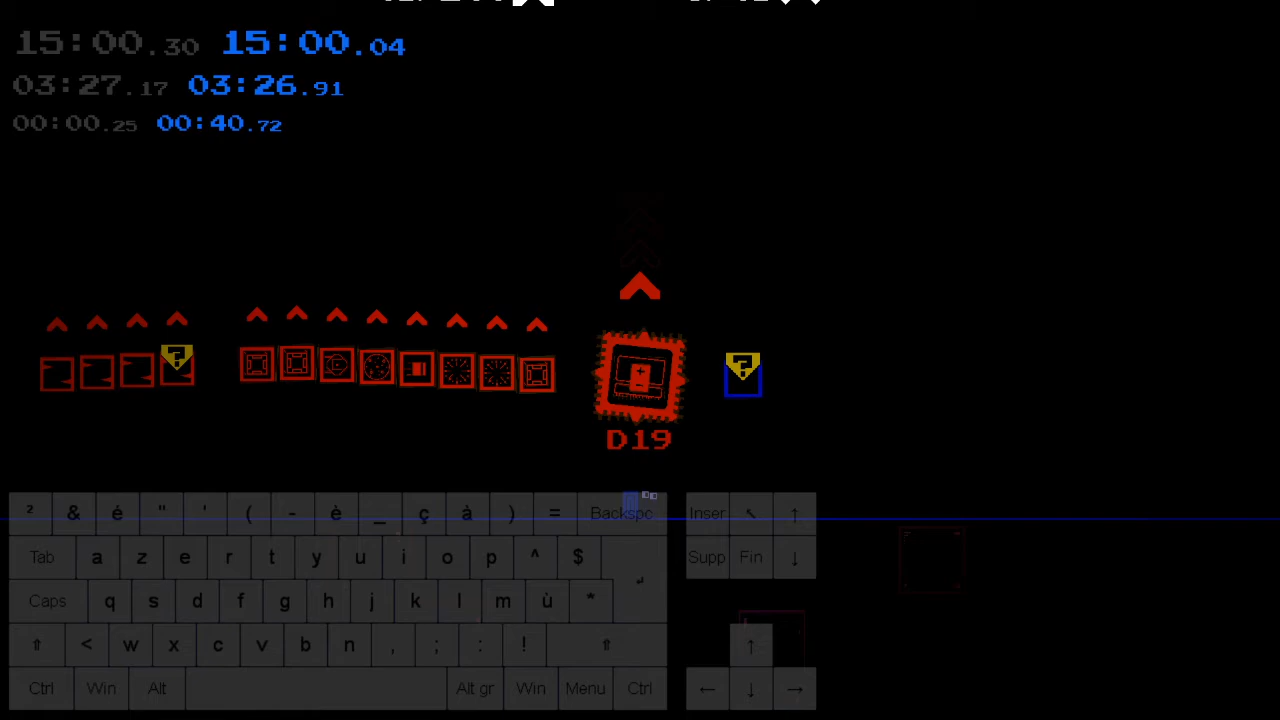 15:00.30 15:00.04
03:27.17 03:26.91
00:00.25 00:40.72
?
?
D19
² & é " ' ( - è _ ç à ) = Backspc Inser ↖ ↑
Tab a z e r t y u i o p ^ $ ↵ Supp Fin ↓
Caps q s d f g h j k l m ù *
⇑ < w x c v b n , ; : ! ⇑ ↑
Ctrl Win Alt Alt gr Win Menu Ctrl ← ↓ →